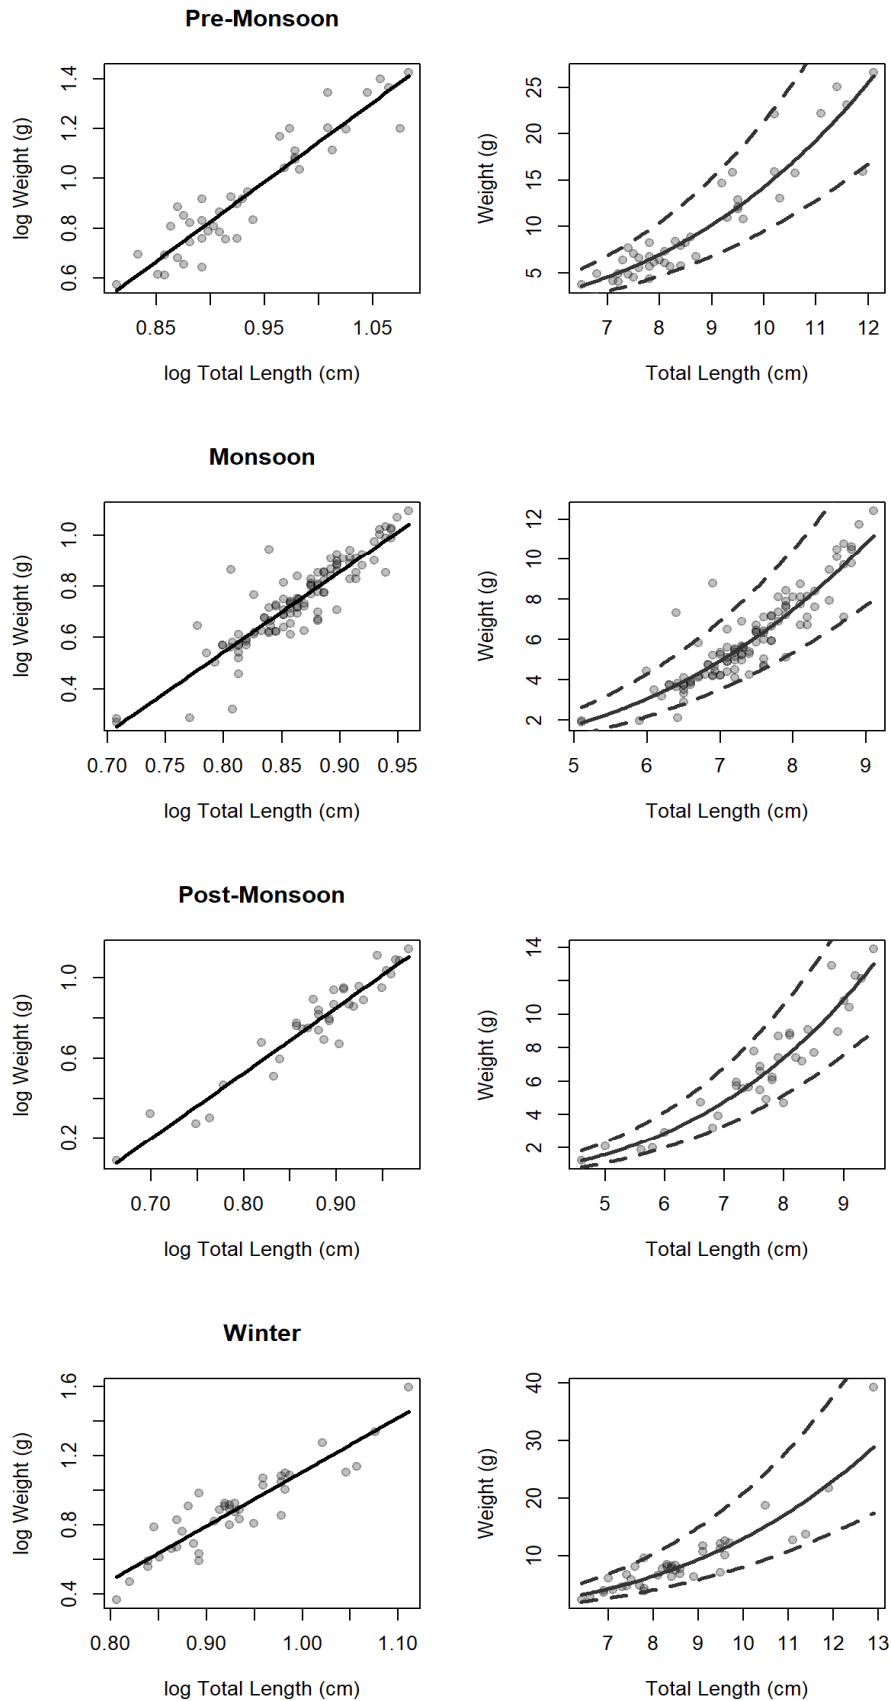 Pre-Monsoon
log Weight (g)
0.6 0.8 1.0 1.2 1.4
0.85 0.95 1.05
log Total Length (cm)
Weight (g)
5 10 15 20 25
7 8 9 10 11 12
Total Length (cm)
Monsoon
log Weight (g)
0.4 0.6 0.8 1.0
0.70 0.75 0.80 0.85 0.90 0.95
log Total Length (cm)
Weight (g)
2 4 6 8 10 12
5 6 7 8 9
Total Length (cm)
Post-Monsoon
log Weight (g)
0.2 0.6 1.0
0.70 0.80 0.90
log Total Length (cm)
Weight (g)
2 4 6 8 10 14
5 6 7 8 9
Total Length (cm)
Winter
log Weight (g)
0.4 0.8 1.2 1.6
0.80 0.90 1.00 1.10
log Total Length (cm)
Weight (g)
10 20 30 40
7 8 9 10 11 12 13
Total Length (cm)